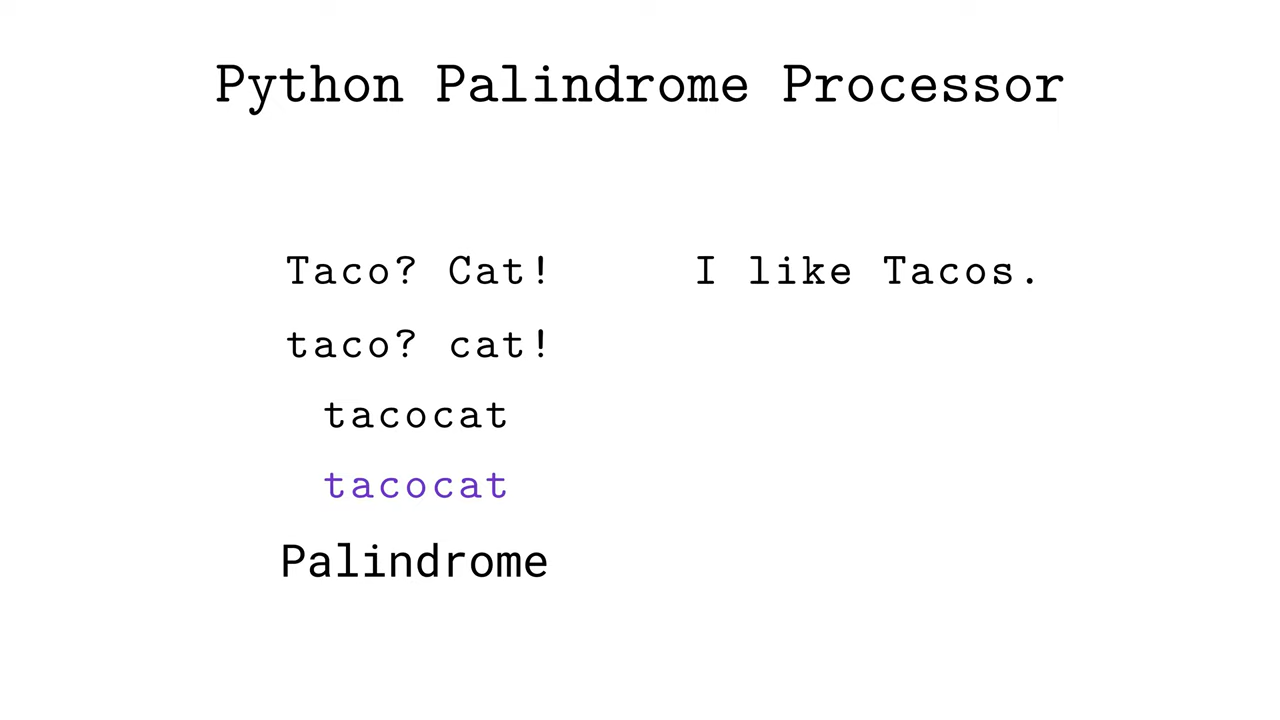 Python Palindrome Processor
Taco? Cat!
taco? cat!
tacocat
tacocat
Palindrome
I like Tacos.